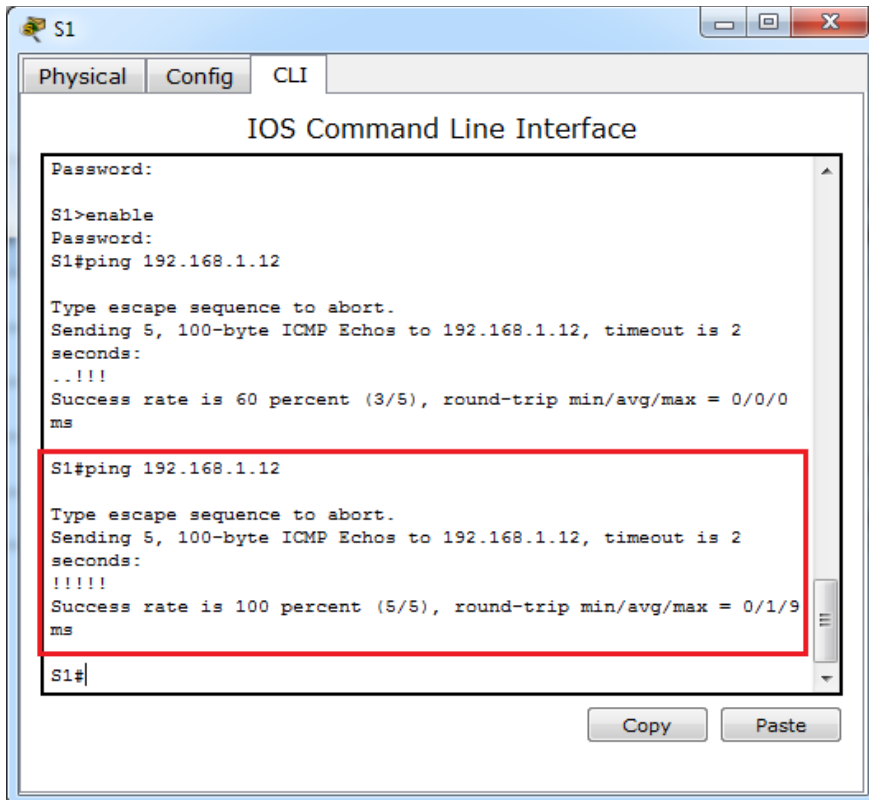 S1
Physical Config CLI
IOS Command Line Interface
Password:
S1>enable
Password:
S1#ping 192.168.1.12
Type escape sequence to abort.
Sending 5, 100-byte ICMP Echos to 192.168.1.12, timeout is 2
seconds:
..!!!
Success rate is 60 percent (3/5), round-trip min/avg/max = 0/0/0
ms
S1#ping 192.168.1.12
Type escape sequence to abort.
Sending 5, 100-byte ICMP Echos to 192.168.1.12, timeout is 2
seconds:
!!!!!
Success rate is 100 percent (5/5), round-trip min/avg/max = 0/1/9
ms
S1#
Copy Paste